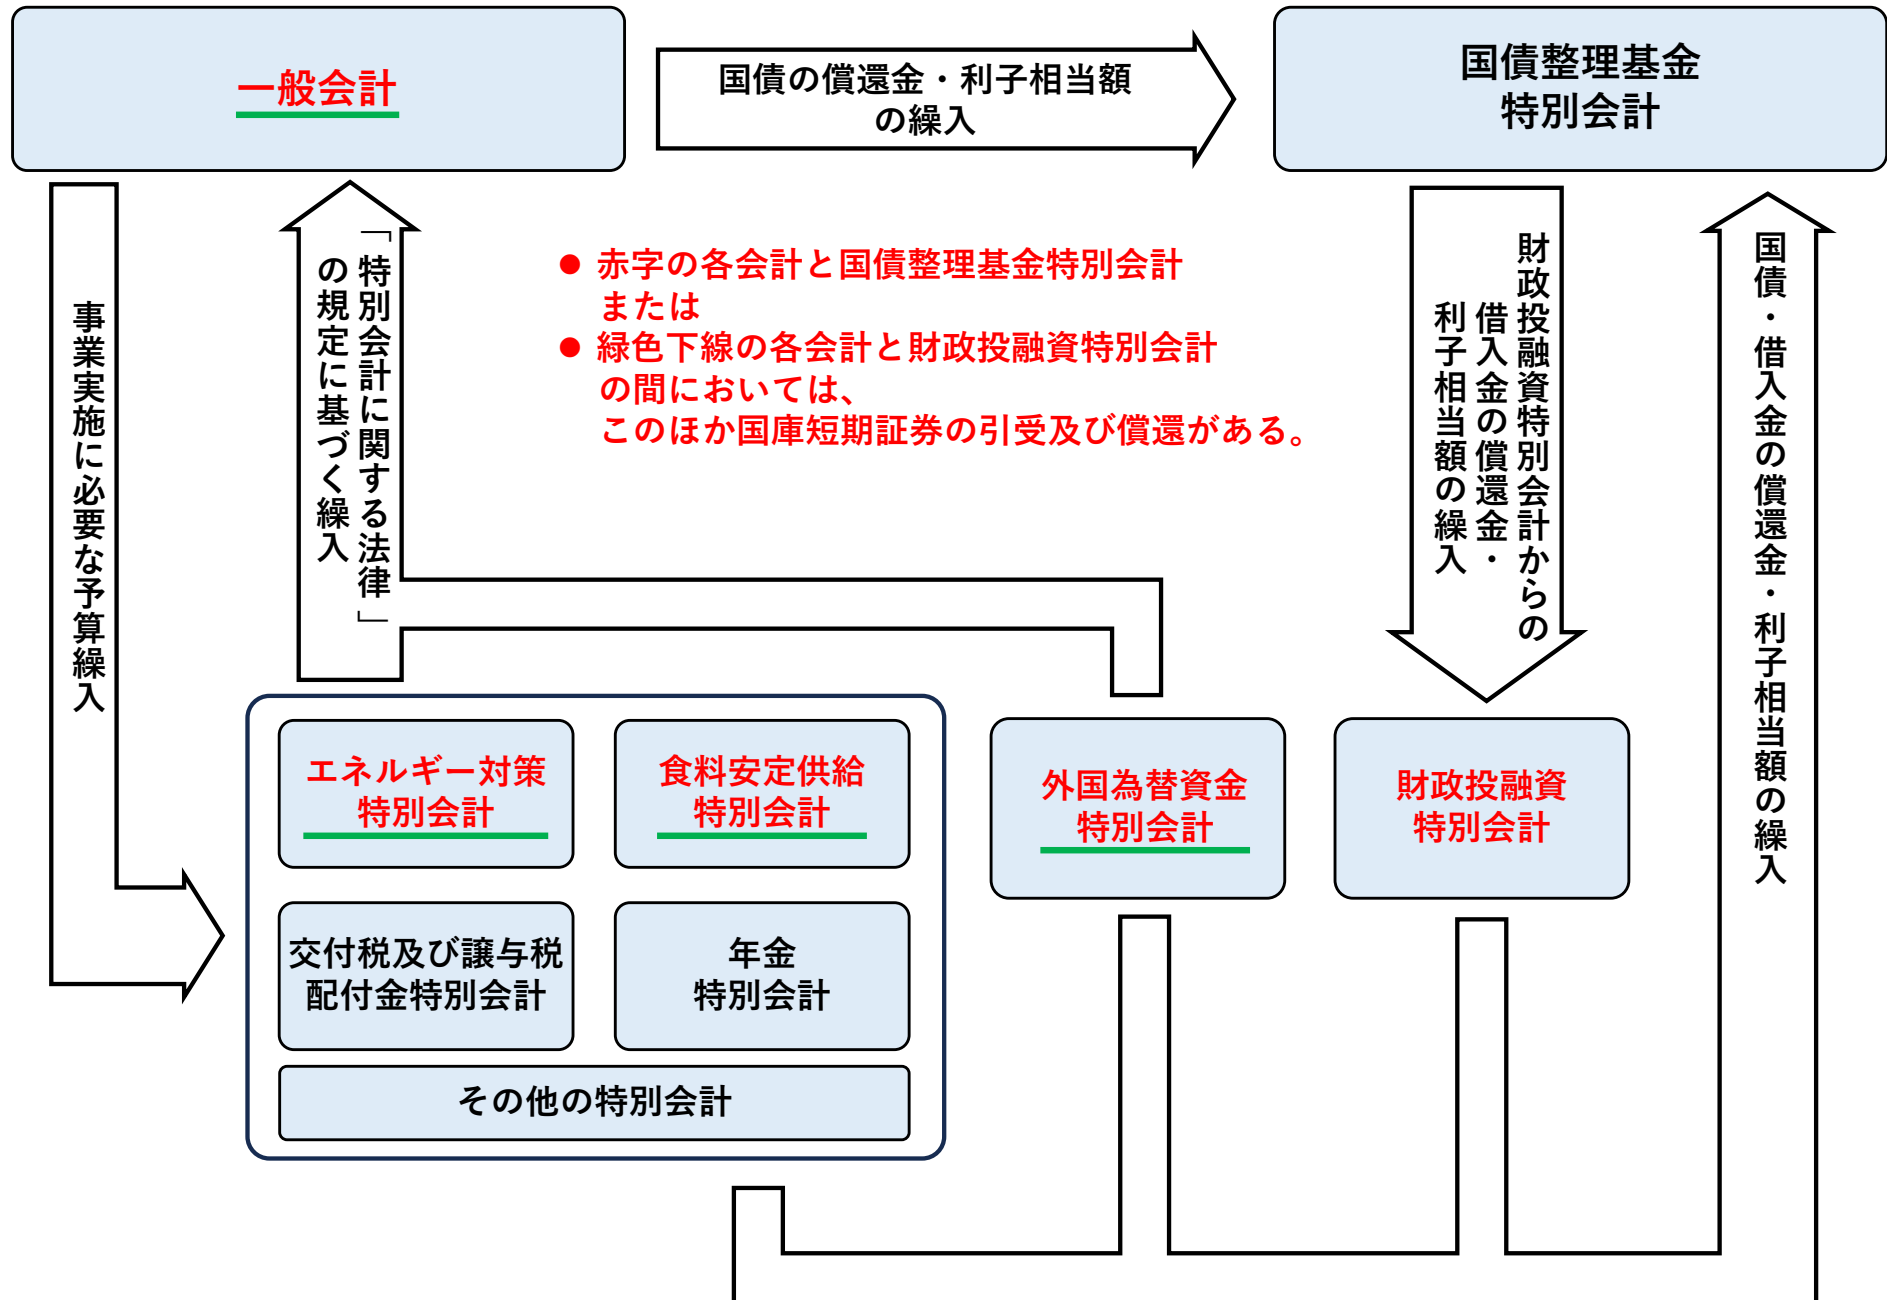 一般会計
国債の償還金・利子相当額
の繰入
国債整理基金
特別会計
事業実施に必要な予算繰入
「特別会計に関する法律」
の規定に基づく繰入
● 赤字の各会計と国債整理基金特別会計
または
● 緑色下線の各会計と財政投融資特別会計
の間においては、
このほか国庫短期証券の引受及び償還がある。
財政投融資特別会計からの
借入金の償還金・
利子相当額の繰入
国債・借入金の償還金・利子相当額の繰入
エネルギー対策
特別会計
食料安定供給
特別会計
外国為替資金
特別会計
財政投融資
特別会計
交付税及び譲与税
配付金特別会計
年金
特別会計
その他の特別会計